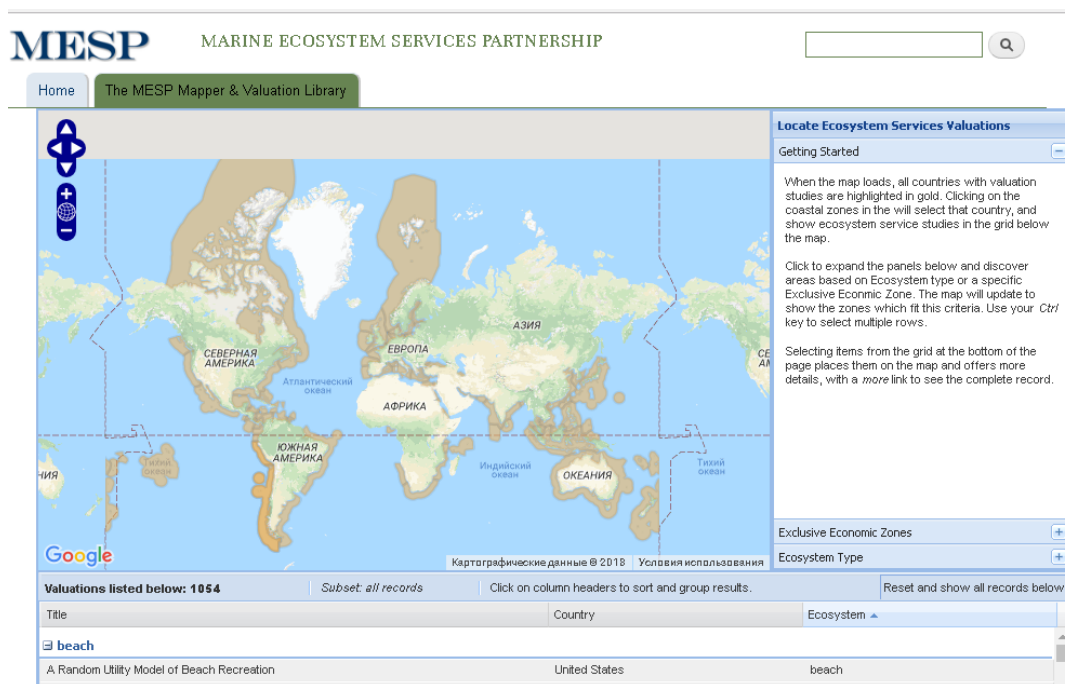 MESP
MARINE ECOSYSTEM SERVICES PARTNERSHIP
Home
The MESP Mapper & Valuation Library
СЕВЕРНАЯ
АМЕРИКА
Атлантический
океан
ЕВРОПА
АЗИЯ
АФРИКА
СЕ
АМ
ЮЖНАЯ
АМЕРИКА
Индийский
океан
ОКЕАНИЯ
Тихий
океан
Тихий
океан
НИЯ
Google
Картографические данные © 2018
Условия использования
Locate Ecosystem Services Valuations
Getting Started
When the map loads, all countries with valuation
studies are highlighted in gold. Clicking on the
coastal zones in the will select that country, and
show ecosystem service studies in the grid below
the map.
Click to expand the panels below and discover
areas based on Ecosystem type or a specific
Exclusive Econmic Zone. The map will update to
show the zones which fit this criteria. Use your Ctrl
key to select multiple rows.
Selecting items from the grid at the bottom of the
page places them on the map and offers more
details, with a more link to see the complete record.
Exclusive Economic Zones
Ecosystem Type
Valuations listed below: 1054
Subset: all records
Click on column headers to sort and group results.
Reset and show all records below
Title
Country
Ecosystem
beach
A Random Utility Model of Beach Recreation
United States
beach